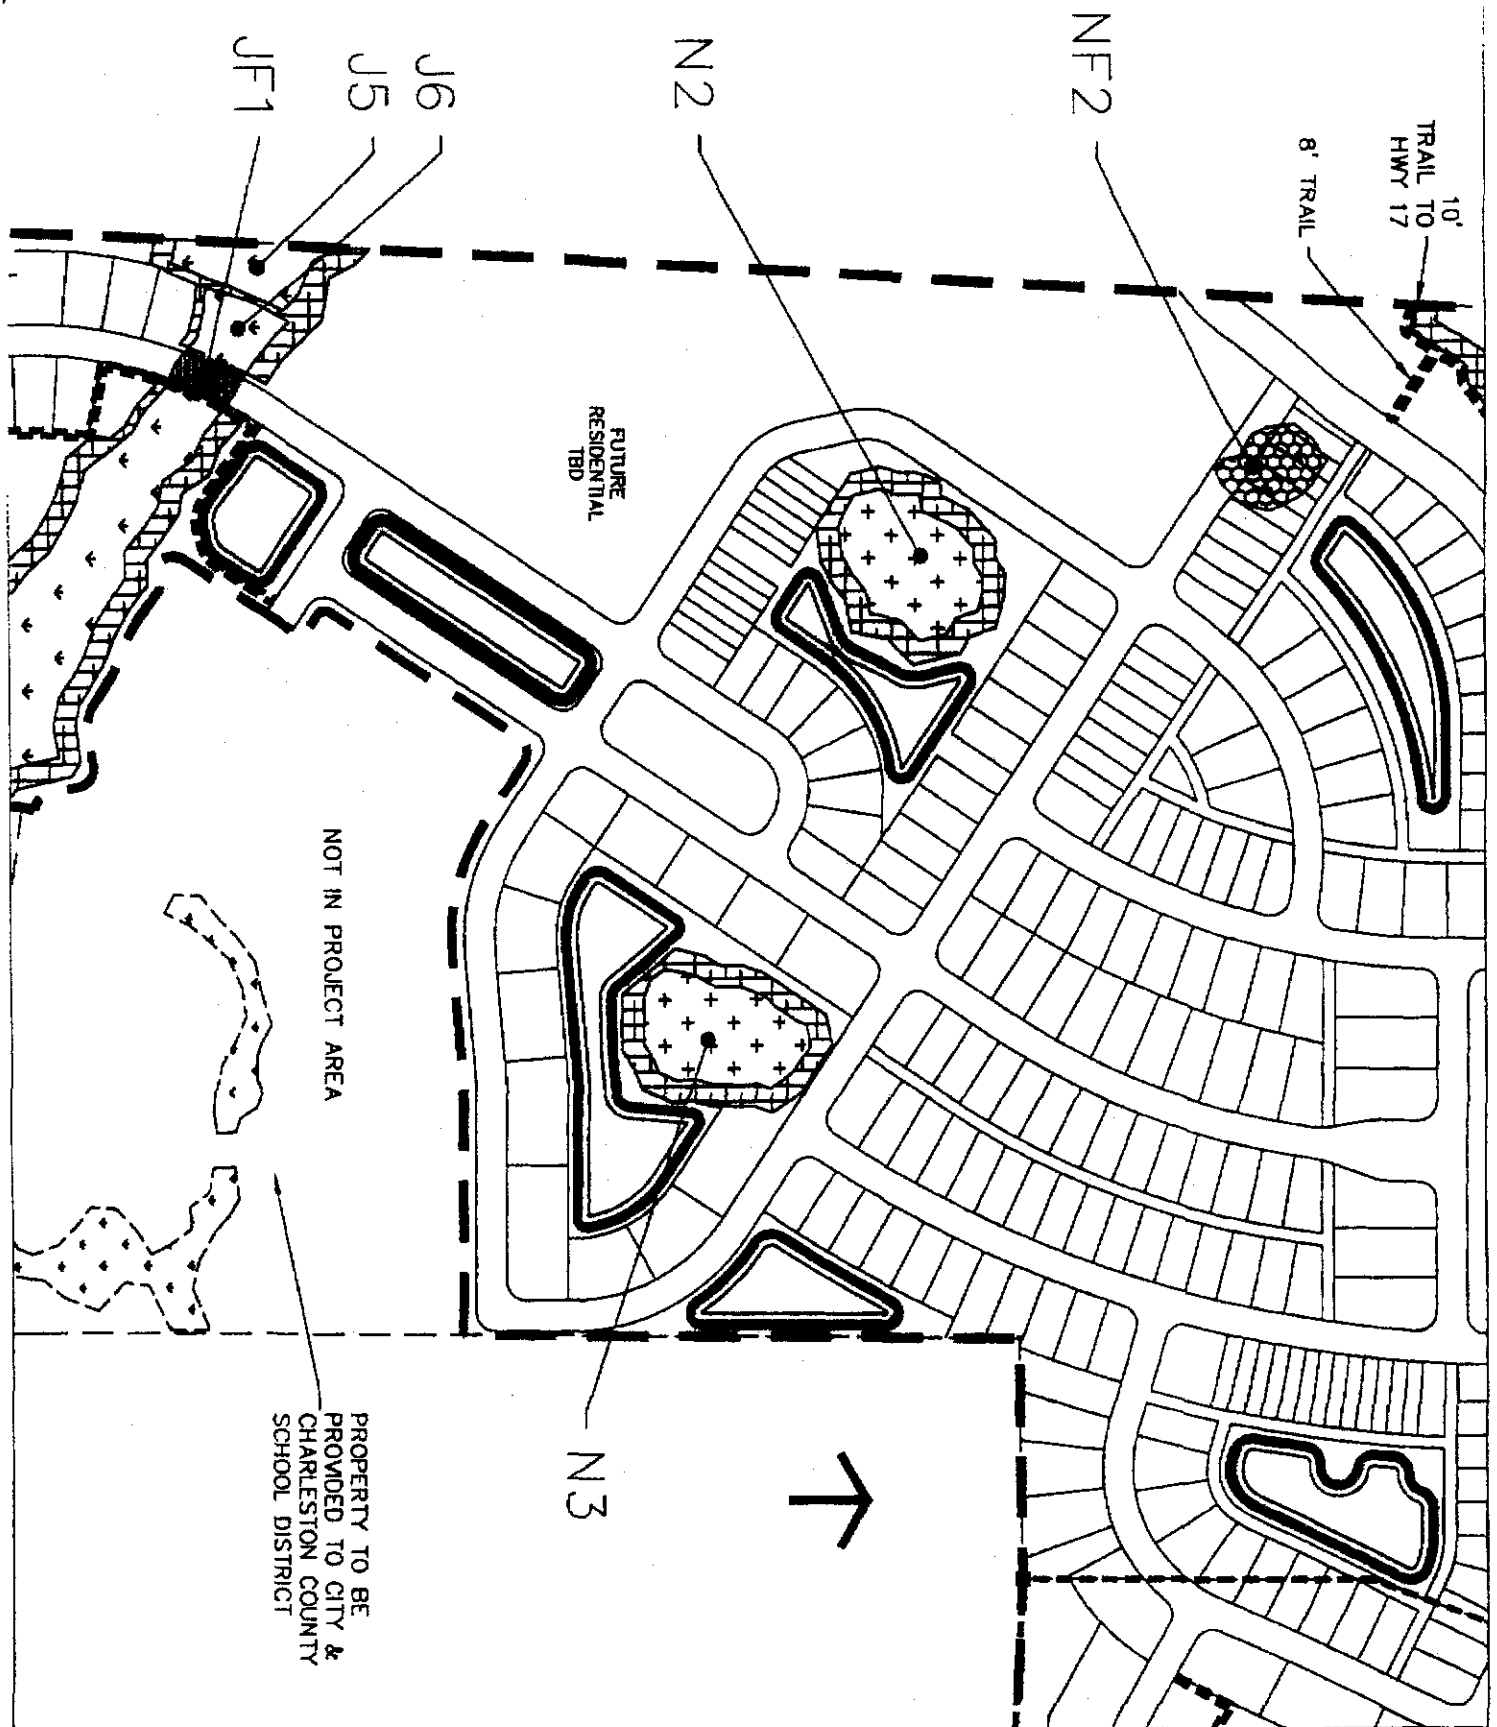 JF1
J5
J6
N2
NF2
10'
TRAIL TO
HWY 17
8' TRAIL
FUTURE
RESIDENTIAL
TBD
NOT IN PROJECT AREA
N3
PROPERTY TO BE
PROVIDED TO CITY &
CHARLESTON COUNTY
SCHOOL DISTRICT